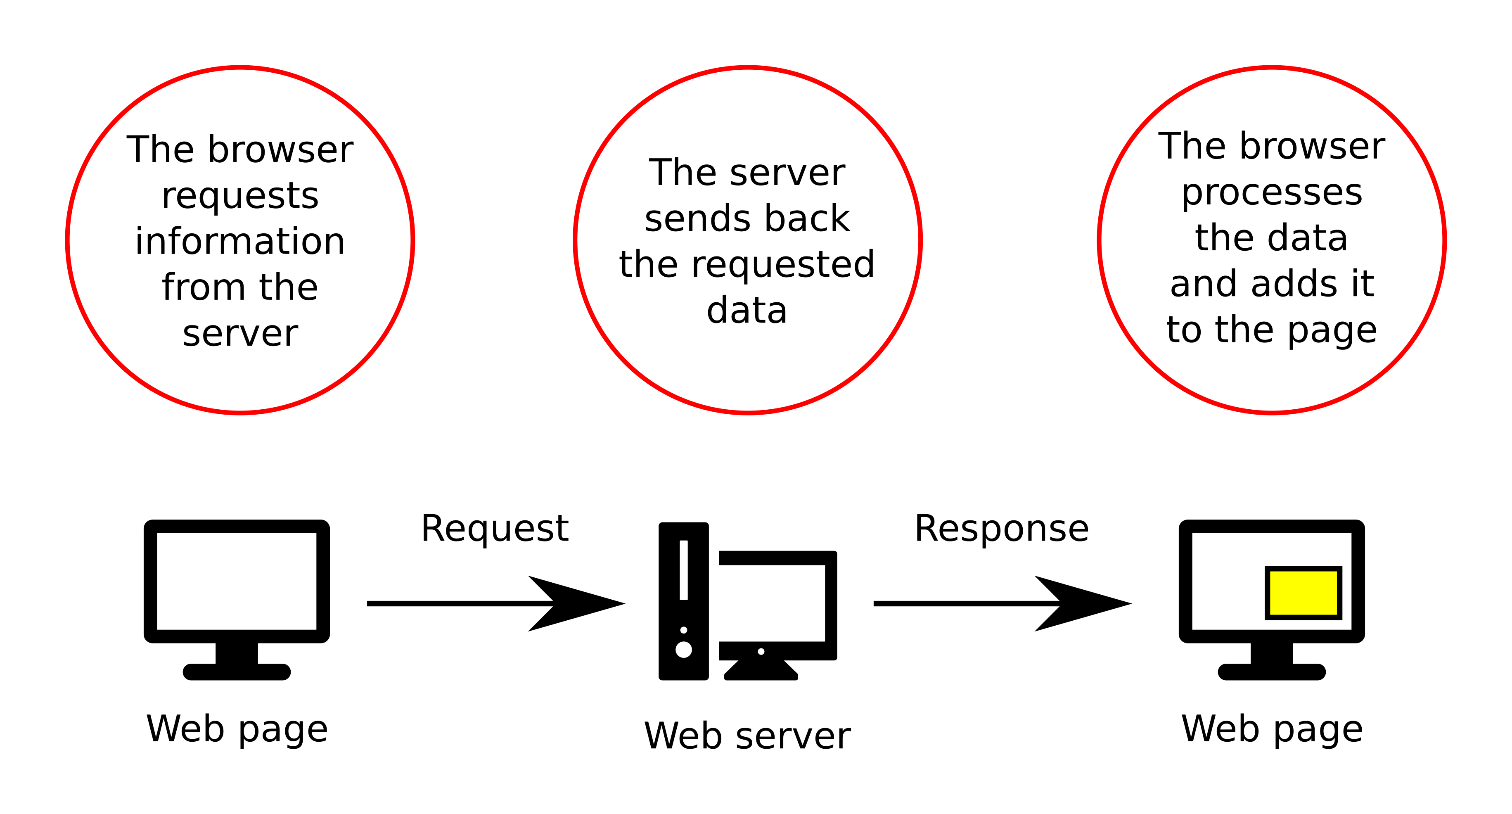 The browser
requests
information
from the
server
The server
sends back
the requested
data
The browser
processes
the data
and adds it
to the page
Request
Response
Web page
Web server
Web page